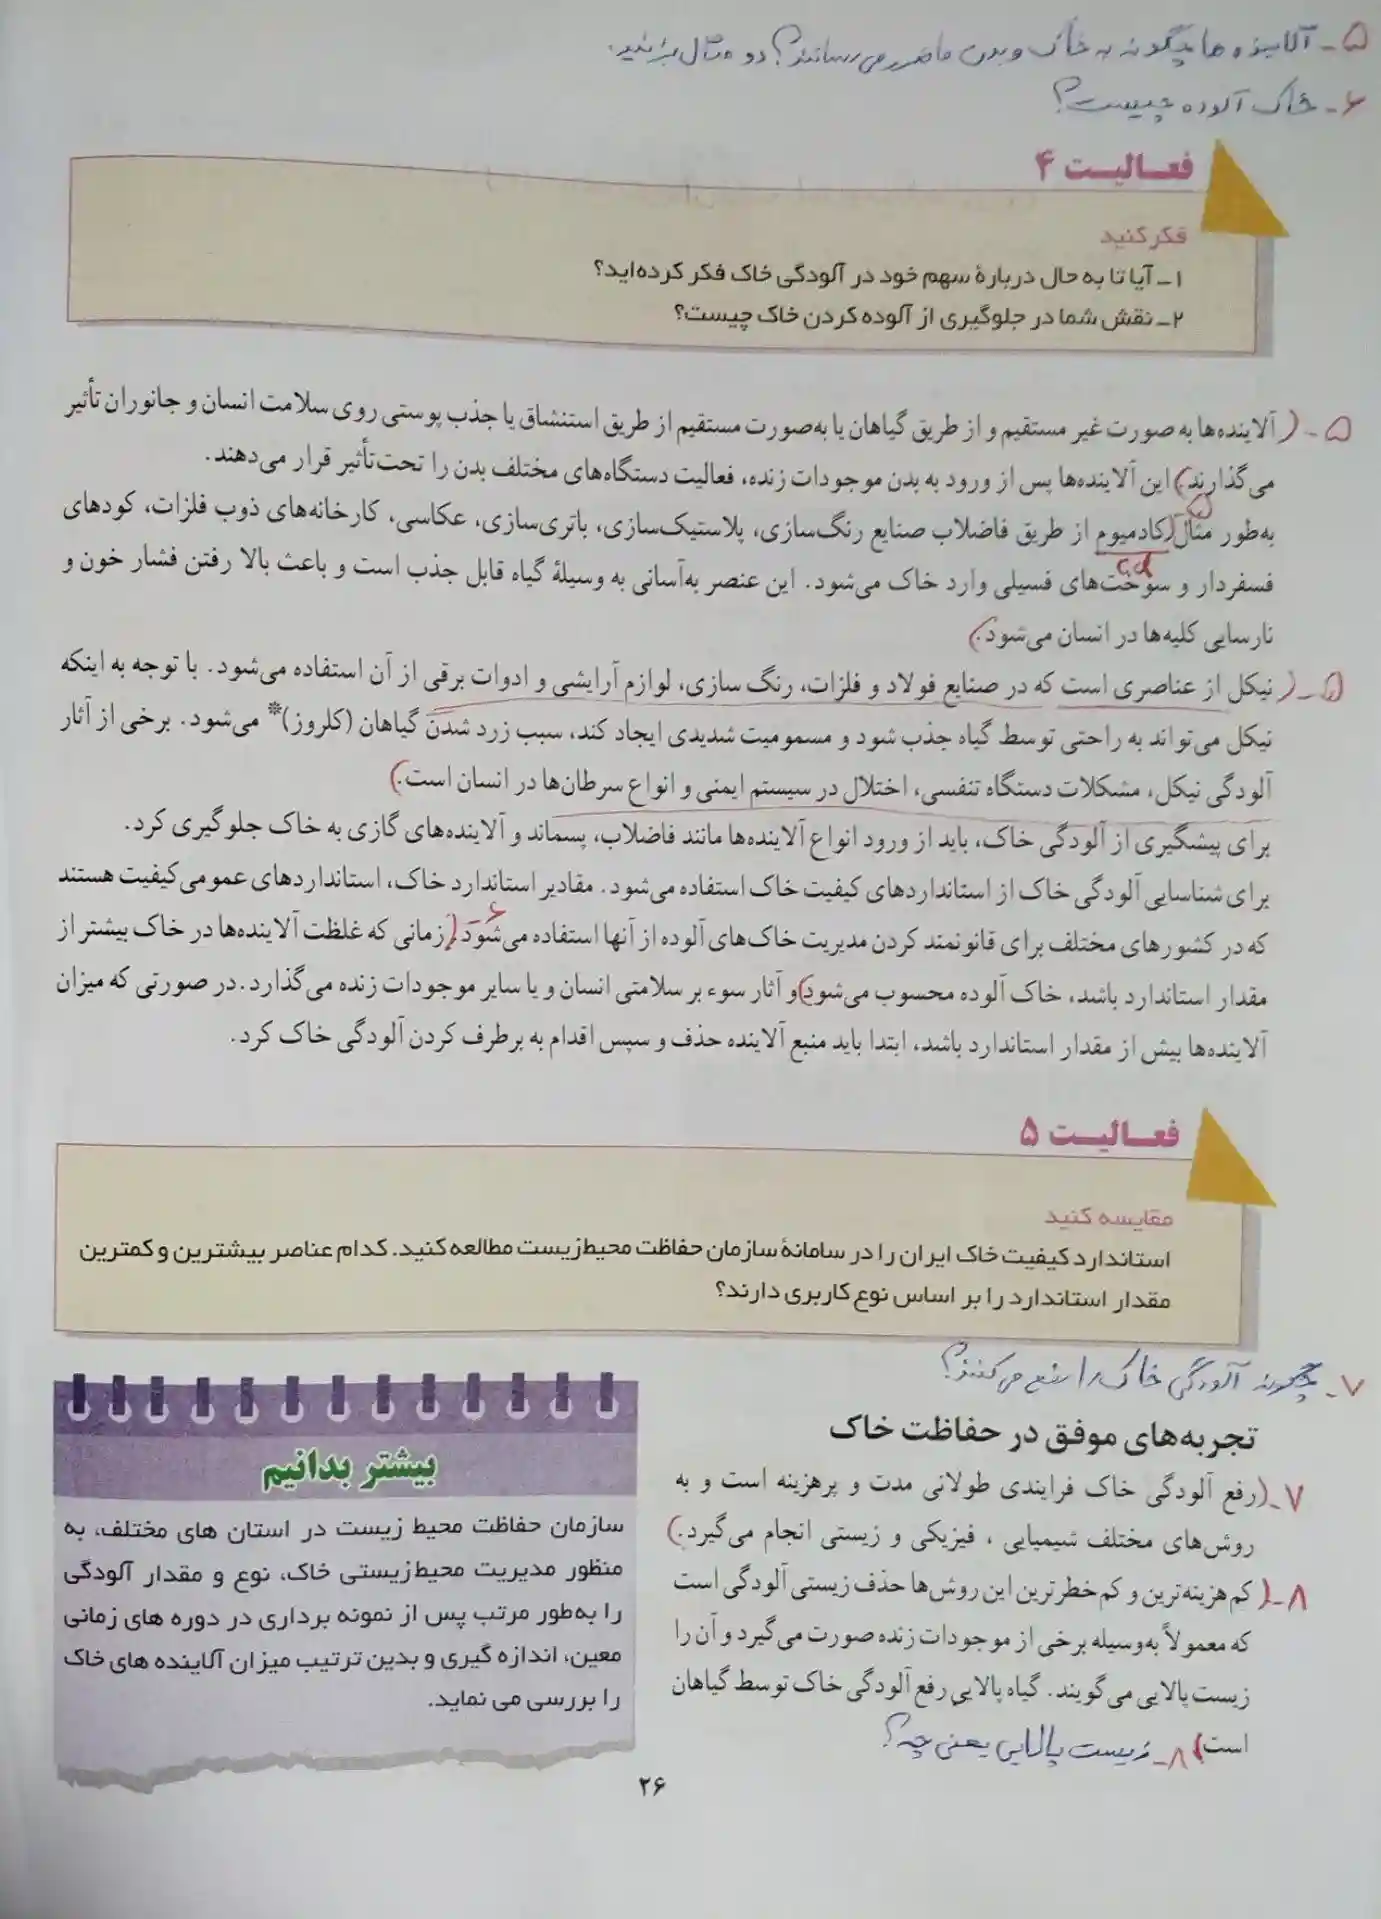 ۵- آلاینده ها چگونه به خاک و بدن ما ضرر می رسانند؟ دو مثال بزنید.
۶- خاک آلوده چیست؟
فعـالیـت ۴
فکر کنید
۱ـ آیا تا به حال دربارهٔ سهم خود در آلودگی خاک فکر کرده‌اید؟
۲ـ نقش شما در جلوگیری از آلوده کردن خاک چیست؟
۵-( آلاینده‌ها به صورت غیر مستقیم و از طریق گیاهان یا به‌صورت مستقیم از طریق استنشاق یا جذب پوستی روی سلامت انسان و جانوران تأثیر
می‌گذارند.) این آلاینده‌ها پس از ورود به بدن موجودات زنده، فعالیت دستگاه‌های مختلف بدن را تحت‌تأثیر قرار می‌دهند.
۵
به‌طور مثال (کادمیوم از طریق فاضلاب صنایع رنگ‌سازی، پلاستیک‌سازی، باتری‌سازی، عکاسی، کارخانه‌های ذوب فلزات، کودهای
cd
فسفردار و سوخت‌های فسیلی وارد خاک می‌شود. این عنصر به‌آسانی به وسیلهٔ گیاه قابل جذب است و باعث بالا رفتن فشار خون و
نارسایی کلیه‌ها در انسان می‌شود.)
۵-( نیکل از عناصری است که در صنایع فولاد و فلزات، رنگ سازی، لوازم آرایشی و ادوات برقی از آن استفاده می‌شود. با توجه به اینکه
نیکل می‌تواند به راحتی توسط گیاه جذب شود و مسمومیت شدیدی ایجاد کند، سبب زرد شدن گیاهان (کلروز)* می‌شود. برخی از آثار
آلودگی نیکل، مشکلات دستگاه تنفسی، اختلال در سیستم ایمنی و انواع سرطان‌ها در انسان است.)
برای پیشگیری از آلودگی خاک، باید از ورود انواع آلاینده‌ها مانند فاضلاب، پسماند و آلاینده‌های گازی به خاک جلوگیری کرد.
برای شناسایی آلودگی خاک از استانداردهای کیفیت خاک استفاده می‌شود. مقادیر استاندارد خاک، استانداردهای عمومی کیفیت هستند
۶-
که در کشورهای مختلف برای قانونمند کردن مدیریت خاک‌های آلوده از آنها استفاده می‌شود.(زمانی که غلظت آلاینده‌ها در خاک بیشتر از
مقدار استاندارد باشد، خاک آلوده محسوب می‌شود) و آثار سوء بر سلامتی انسان و یا سایر موجودات زنده می‌گذارد. در صورتی که میزان
آلاینده‌ها بیش از مقدار استاندارد باشد، ابتدا باید منبع آلاینده حذف و سپس اقدام به برطرف کردن آلودگی خاک کرد.
فعـالیـت ۵
مقایسه کنید
استاندارد کیفیت خاک ایران را در سامانهٔ سازمان حفاظت محیط‌زیست مطالعه کنید. کدام عناصر بیشترین و کمترین
مقدار استاندارد را بر اساس نوع کاربری دارند؟
۷- چگونه آلودگی خاک را رفع می کنند؟
تجربه‌های موفق در حفاظت خاک
۷-(رفع آلودگی خاک فرایندی طولانی مدت و پرهزینه است و به
روش‌های مختلف شیمیایی ، فیزیکی و زیستی انجام می‌گیرد.)
۸-(کم هزینه‌ترین و کم خطرترین این روش‌ها حذف زیستی آلودگی است
که معمولاً به‌وسیله برخی از موجودات زنده صورت می‌گیرد و آن را
زیست پالایی می‌گویند. گیاه پالایی رفع آلودگی خاک توسط گیاهان
است.)
۸- زیست پالایی یعنی چه؟
بیشتر بدانیم
سازمان حفاظت محیط زیست در استان های مختلف، به
منظور مدیریت محیط‌زیستی خاک، نوع و مقدار آلودگی
را به‌طور مرتب پس از نمونه برداری در دوره های زمانی
معین، اندازه گیری و بدین ترتیب میزان آلاینده های خاک
را بررسی می نماید.
۲۶